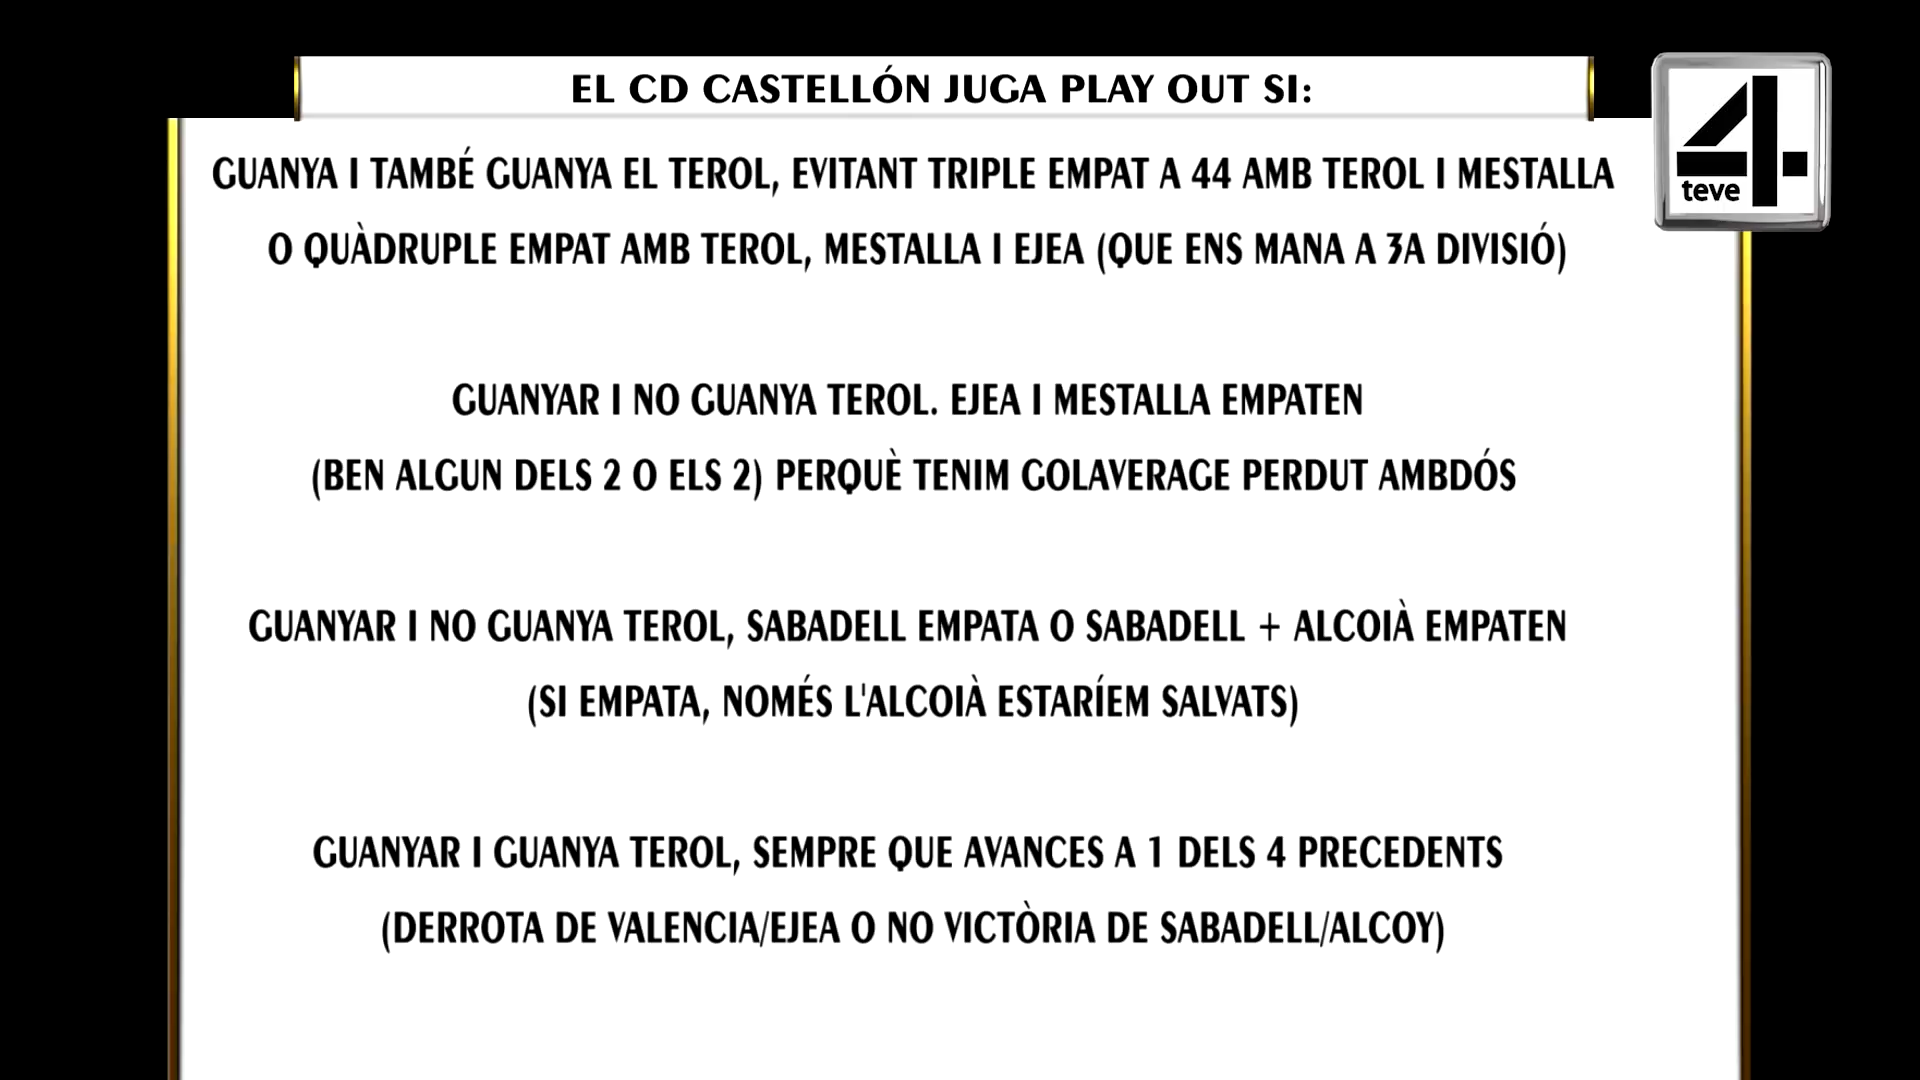 EL CD CASTELLÓN JUGA PLAY OUT SI:
4
teve
GUANYA I TAMBÉ GUANYA EL TEROL, EVITANT TRIPLE EMPAT A 44 AMB TEROL I MESTALLA
O QUÀDRUPLE EMPAT AMB TEROL, MESTALLA I EJEA (QUE ENS MANA A 3A DIVISIÓ)
GUANYAR I NO GUANYA TEROL. EJEA I MESTALLA EMPATEN
(BEN ALGUN DELS 2 O ELS 2) PERQUÈ TENIM GOLAVERAGE PERDUT AMBDÓS
GUANYAR I NO GUANYA TEROL, SABADELL EMPATA O SABADELL + ALCOIÀ EMPATEN
(SI EMPATA, NOMÉS L'ALCOIÀ ESTARÍEM SALVATS)
GUANYAR I GUANYA TEROL, SEMPRE QUE AVANCES A 1 DELS 4 PRECEDENTS
(DERROTA DE VALENCIA/EJEA O NO VICTÒRIA DE SABADELL/ALCOY)